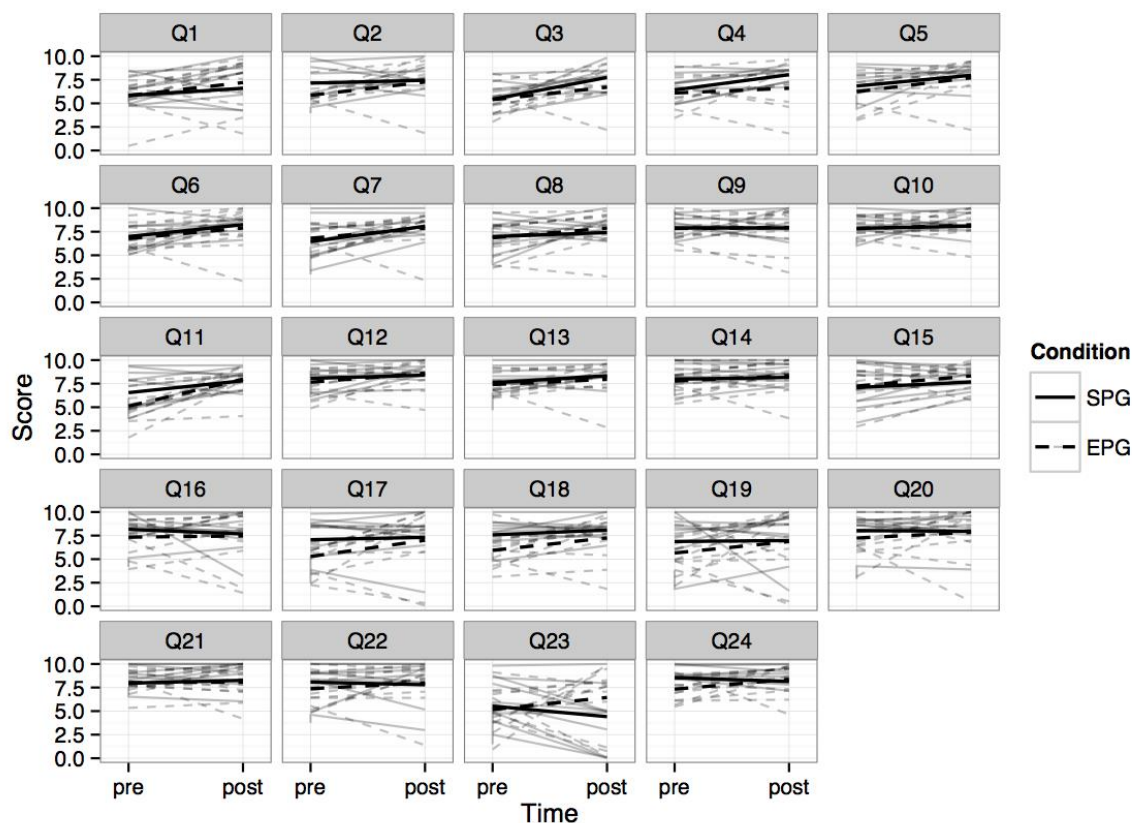 Q1 Q2 Q3 Q4 Q5
10.0
7.5
5.0
2.5
0.0
Q6 Q7 Q8 Q9 Q10
10.0
7.5
5.0
2.5
0.0
Q11 Q12 Q13 Q14 Q15
10.0
7.5
5.0
2.5
0.0
Q16 Q17 Q18 Q19 Q20
10.0
7.5
5.0
2.5
0.0
Q21 Q22 Q23 Q24
10.0
7.5
5.0
2.5
0.0
pre post pre post pre post pre post
Time
Score
Condition
SPG
EPG